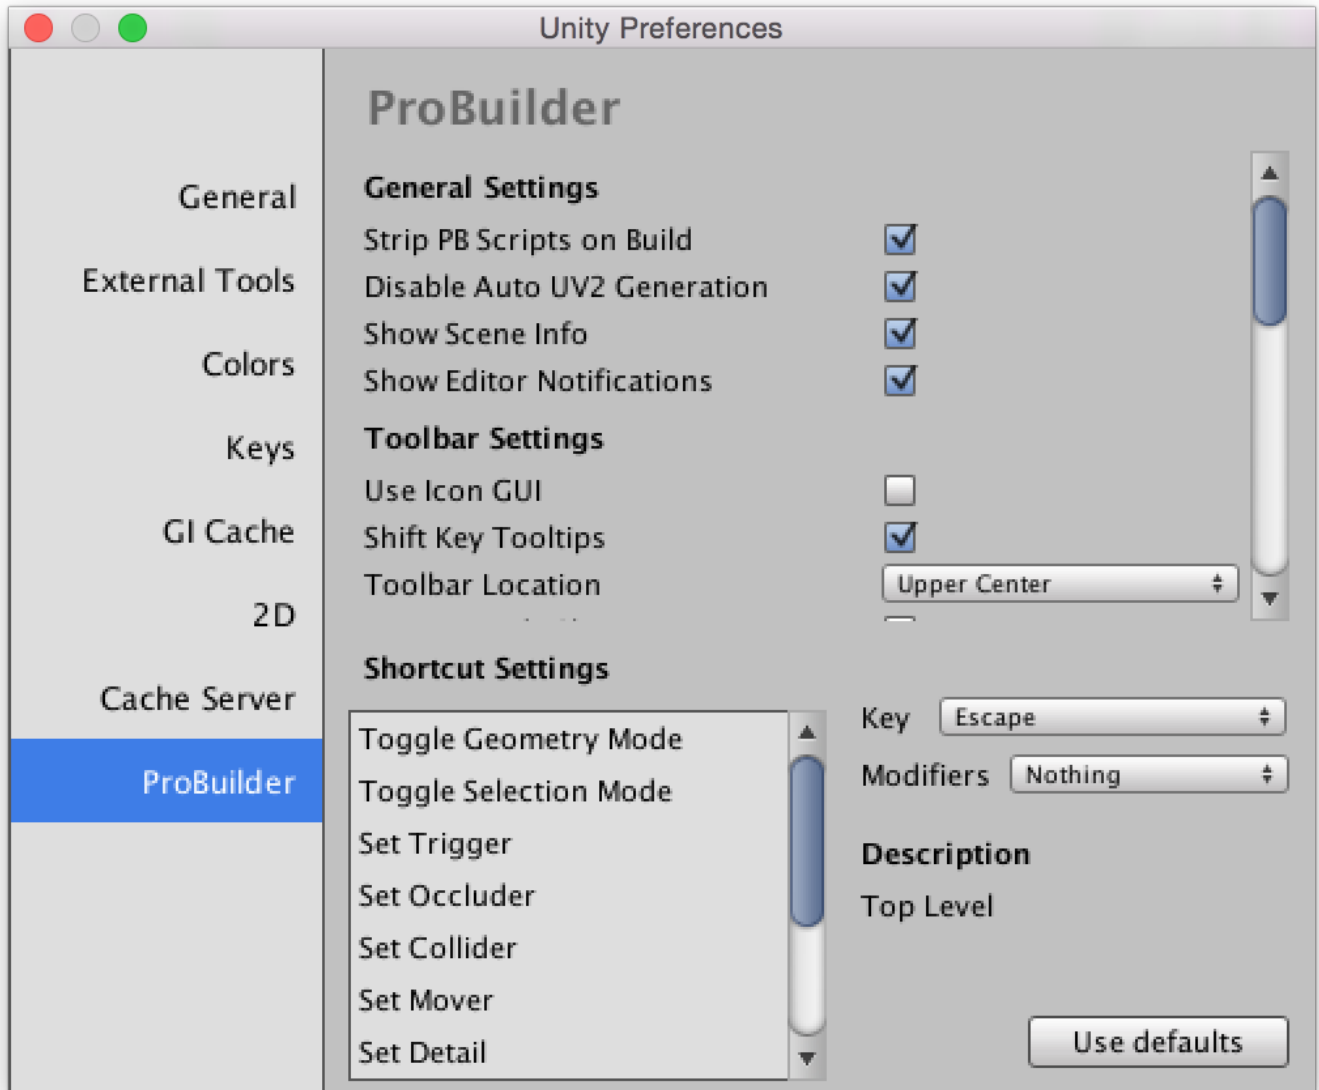 Unity Preferences
ProBuilder
General
External Tools
Colors
Keys
GI Cache
2D
Cache Server
ProBuilder
General Settings
Strip PB Scripts on Build
Disable Auto UV2 Generation
Show Scene Info
Show Editor Notifications
Toolbar Settings
Use Icon GUI
Shift Key Tooltips
Toolbar Location Upper Center
Shortcut Settings
Toggle Geometry Mode
Toggle Selection Mode
Set Trigger
Set Occluder
Set Collider
Set Mover
Set Detail
Key Escape
Modifiers Nothing
Description
Top Level
Use defaults